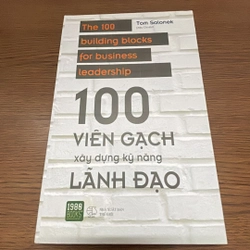 The 100
Tom Salonek
building blocks
for business
leadership
100
VIÊN GẠCH
xây dựng kỹ năng
LÃNH ĐẠO
1980
BOOKS